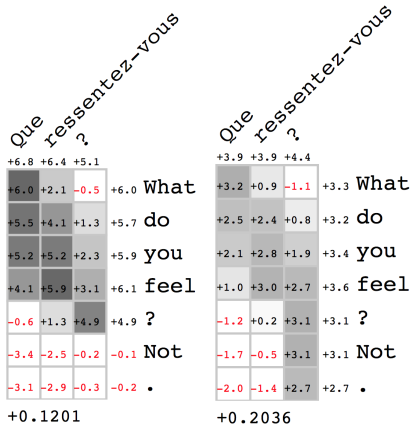 Que ressentez-vous ?
+6.8 +6.4 +5.1
+6.0 +2.1 -0.5 +6.0 What
+5.5 +4.1 +1.3 +5.7 do
+5.2 +5.2 +2.3 +5.9 you
+4.1 +5.9 +3.1 +6.1 feel
-0.6 +1.3 +4.9 +4.9 ?
-3.4 -2.5 -0.2 -0.1 Not
-3.1 -2.9 -0.3 -0.2 .
+0.1201
Que ressentez-vous ?
+3.9 +3.9 +4.4
+3.2 +0.9 -1.1 +3.3 What
+2.5 +2.4 +0.8 +3.2 do
+2.1 +2.8 +1.9 +3.4 you
+1.0 +3.0 +2.7 +3.6 feel
-1.2 +0.2 +3.1 +3.1 ?
-1.7 -0.5 +3.1 +3.1 Not
-2.0 -1.4 +2.7 +2.7 .
+0.2036